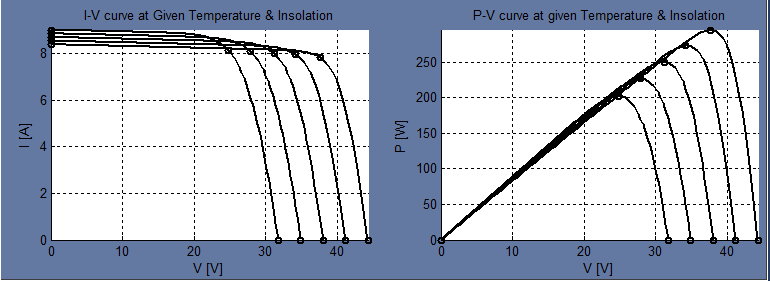 I-V curve at Given Temperature & Insolation
8
6
4
2
0
0 10 20 30 40
I [A]
V [V]
P-V curve at given Temperature & Insolation
250
200
150
100
50
0
0 10 20 30 40
P [W]
V [V]